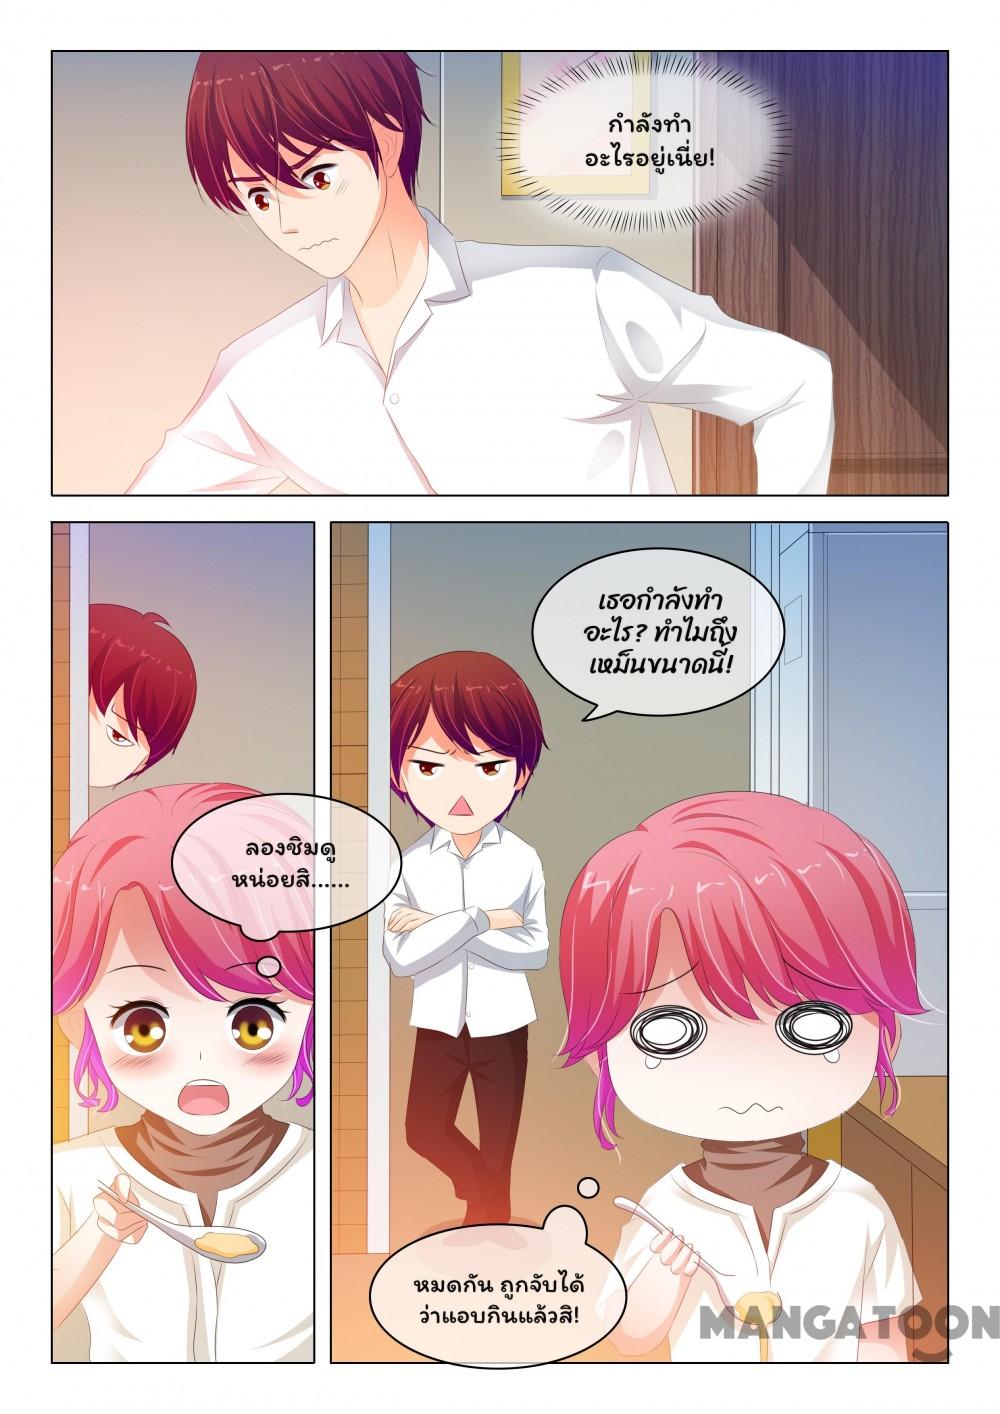 กำลังทำ
อะไรอยู่เนี่ย!
ลองชิมดู
หน่อยสิ......
เธอกำลังทำ
อะไร? ทำไมถึง
เหม็นขนาดนี้!
หมดกัน ถูกจับได้
ว่าแอบกินแล้วสิ!
MANGATOON